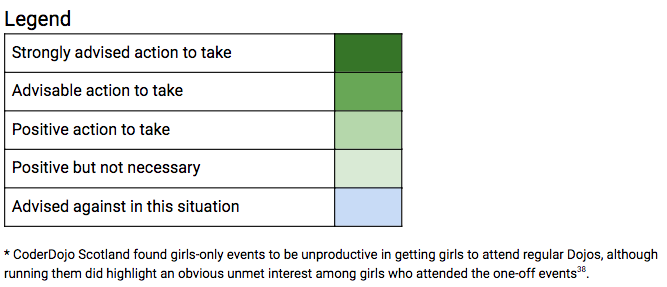 Legend
Strongly advised action to take
Advisable action to take
Positive action to take
Positive but not necessary
Advised against in this situation
* CoderDojo Scotland found girls-only events to be unproductive in getting girls to attend regular Dojos, although
running them did highlight an obvious unmet interest among girls who attended the one-off events³⁸.